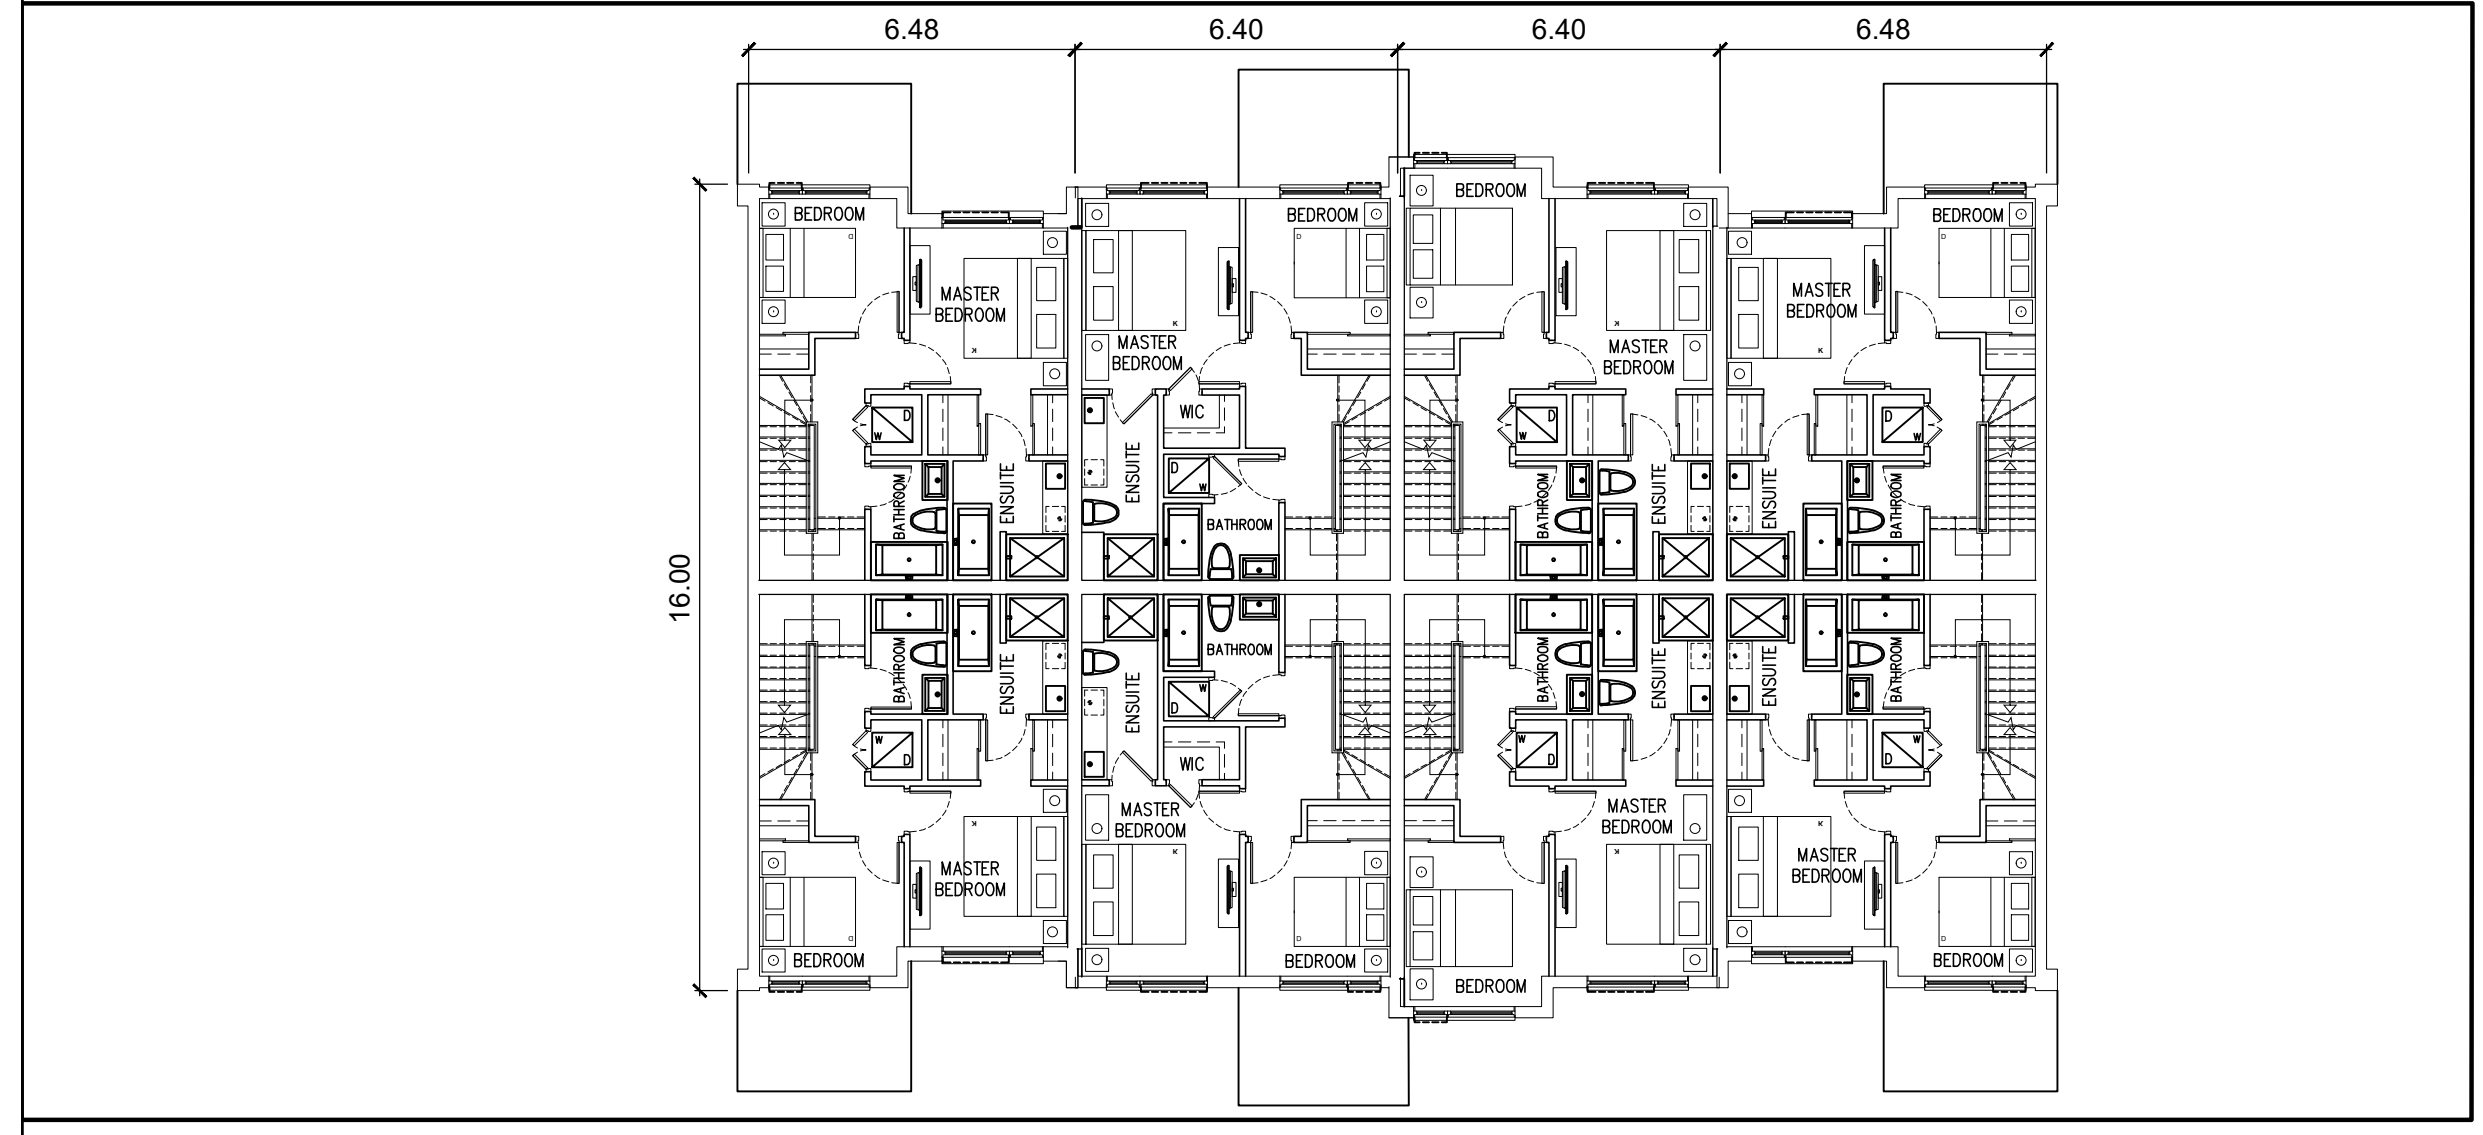 6.48 6.40 6.40 6.48
16.00
BEDROOM BEDROOM BEDROOM BEDROOM
D D D
MASTER
BEDROOM
K
MASTER
BEDROOM
K
MASTER
BEDROOM
K
MASTER
BEDROOM
K
WIC
D W
D W
D W
D W
BATHROOM ENSUITE ENSUITE BATHROOM BATHROOM ENSUITE ENSUITE BATHROOM
BATHROOM ENSUITE ENSUITE BATHROOM BATHROOM ENSUITE ENSUITE BATHROOM
W D
W D
W D
W D
WIC
MASTER
BEDROOM
K
MASTER
BEDROOM
K
MASTER
BEDROOM
K
MASTER
BEDROOM
K
D D D
BEDROOM BEDROOM BEDROOM BEDROOM